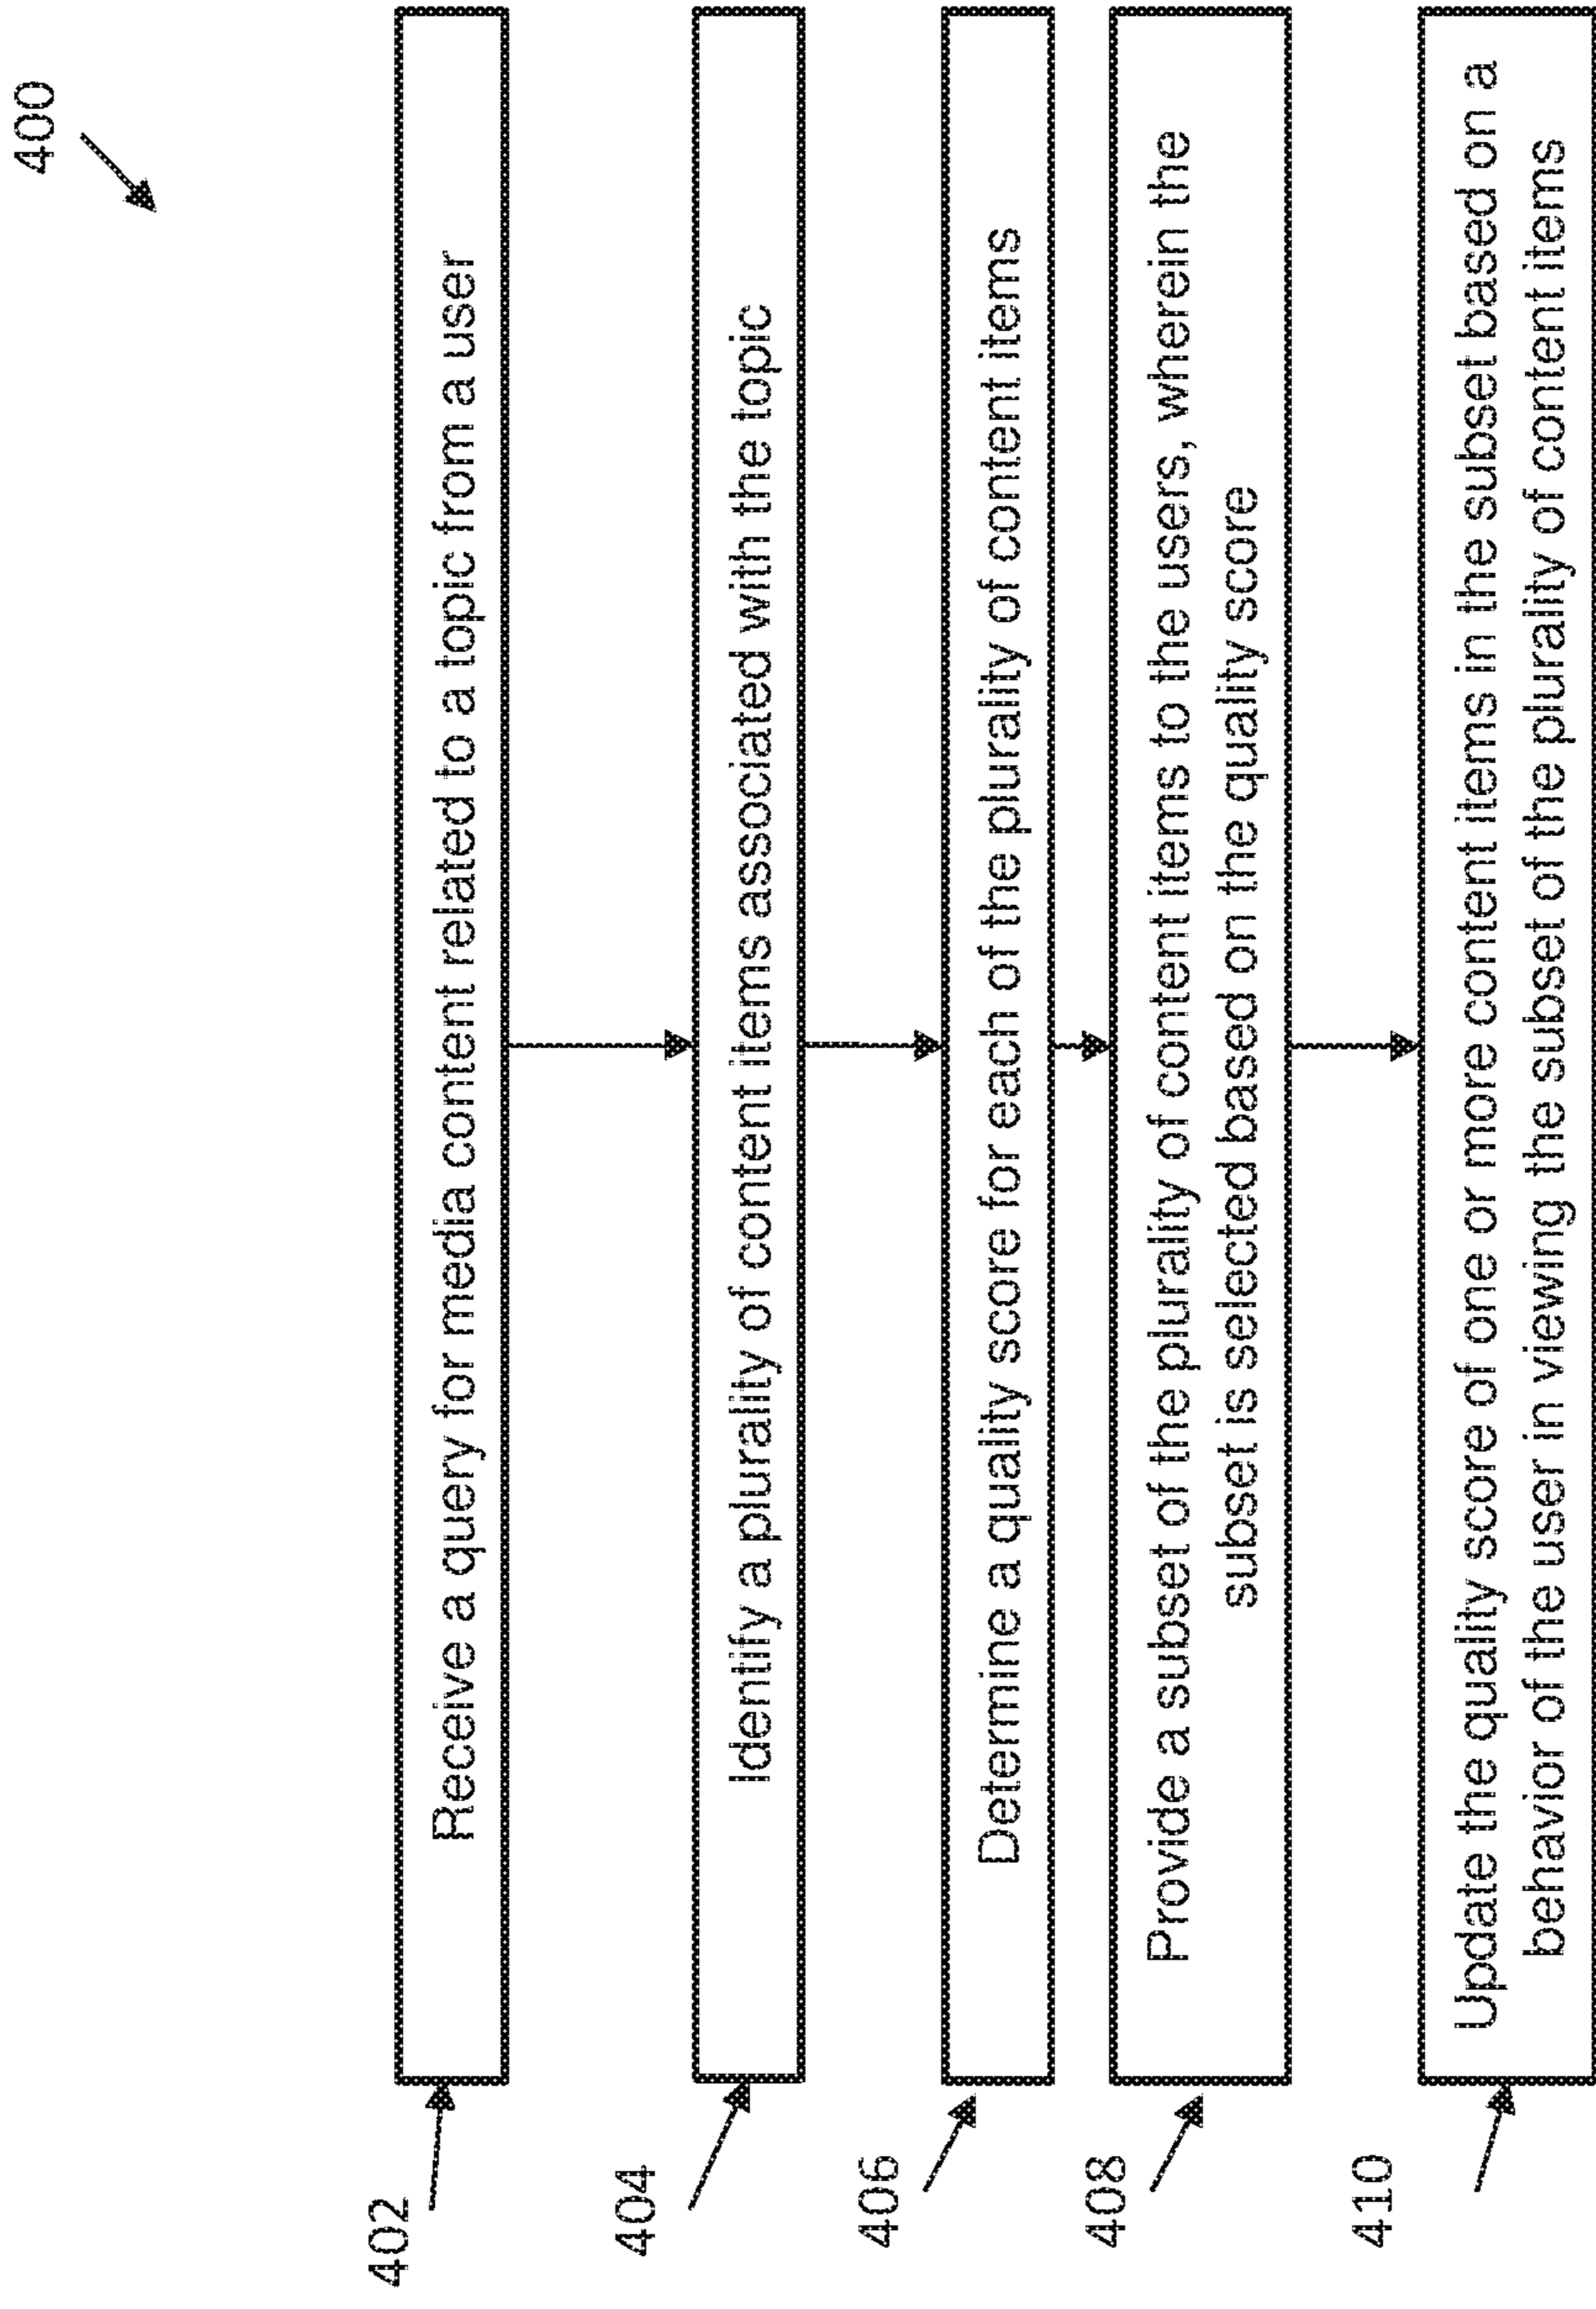 400
402
Receive a query for media content related to a topic from a user
404
Identify a plurality of content items associated with the topic
406
Determine a quality score for each of the plurality of content items
408
Provide a subset of the plurality of content items to the users, wherein the
subset is selected based on the quality score
410
Update the quality score of one or more content items in the subset based on a
behavior of the user in viewing the subset of the plurality of content items